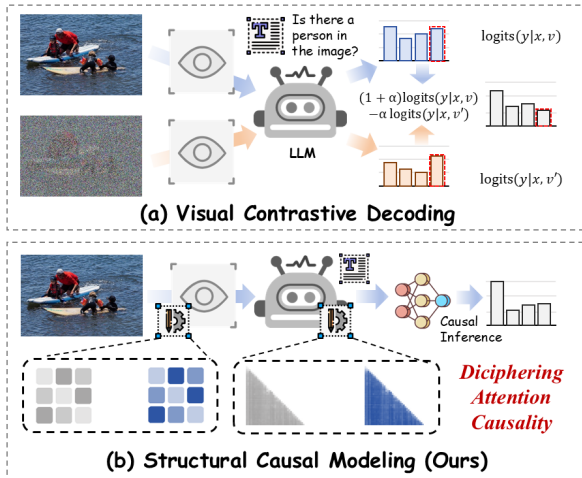 Is there a
person in
the image?
T
logits(y|x, v)
(1 + α)logits(y|x, v)
−α logits(y|x, v′)
LLM
logits(y|x, v′)
(a) Visual Contrastive Decoding
T
Causal
Inference
Diciphering
Attention
Causality
(b) Structural Causal Modeling (Ours)